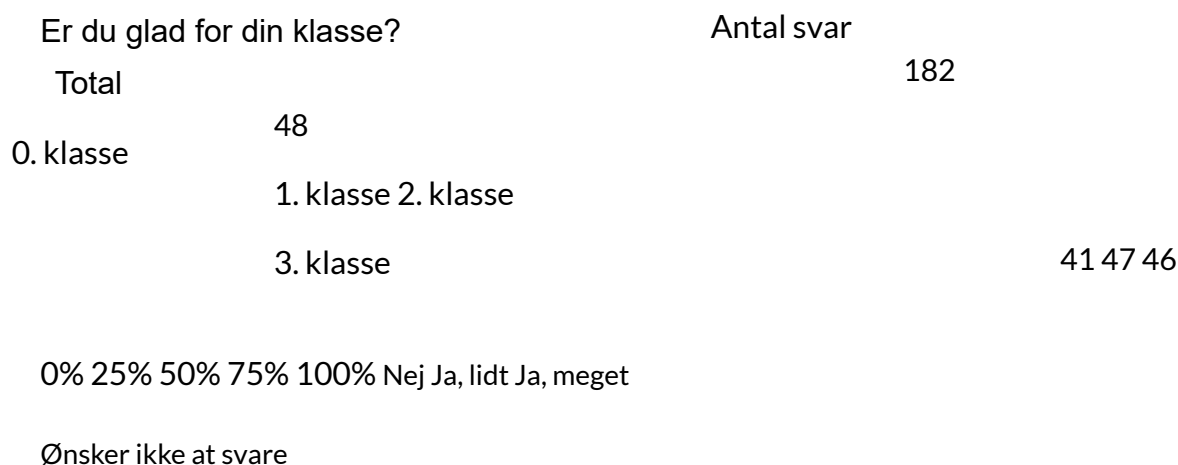 Er du glad for din klasse?
Antal svar
Total
182
48
0. klasse
1. klasse 2. klasse
3. klasse
41 47 46
0% 25% 50% 75% 100% Nej Ja, lidt Ja, meget
Ønsker ikke at svare